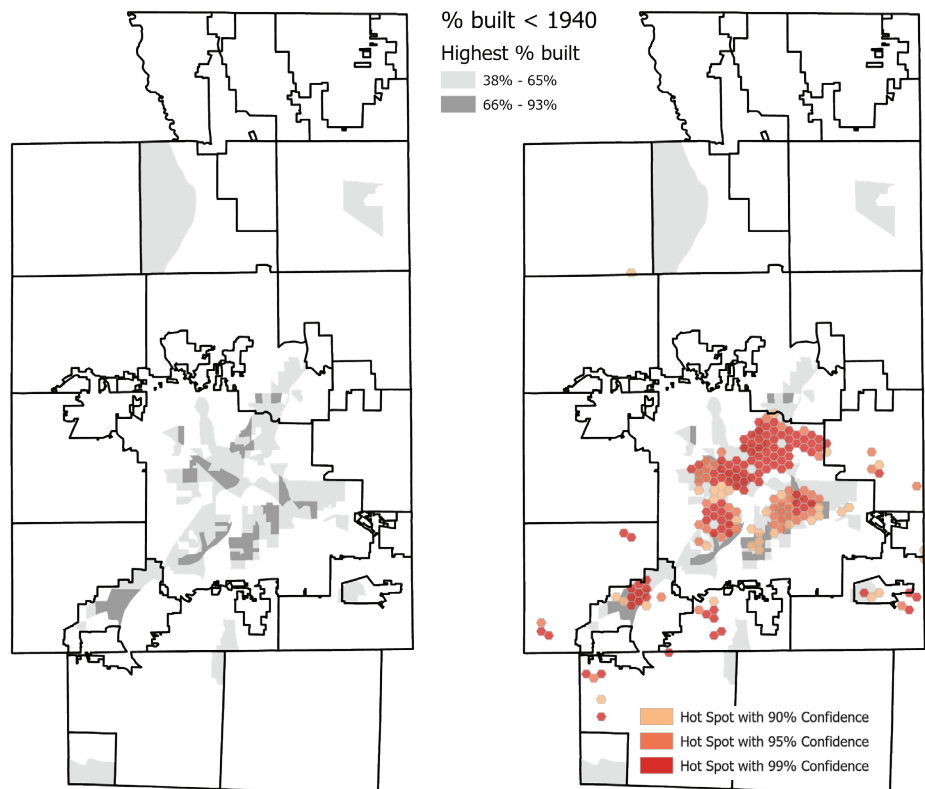 % built < 1940
Highest % built
38% - 65%
66% - 93%
Hot Spot with 90% Confidence
Hot Spot with 95% Confidence
Hot Spot with 99% Confidence